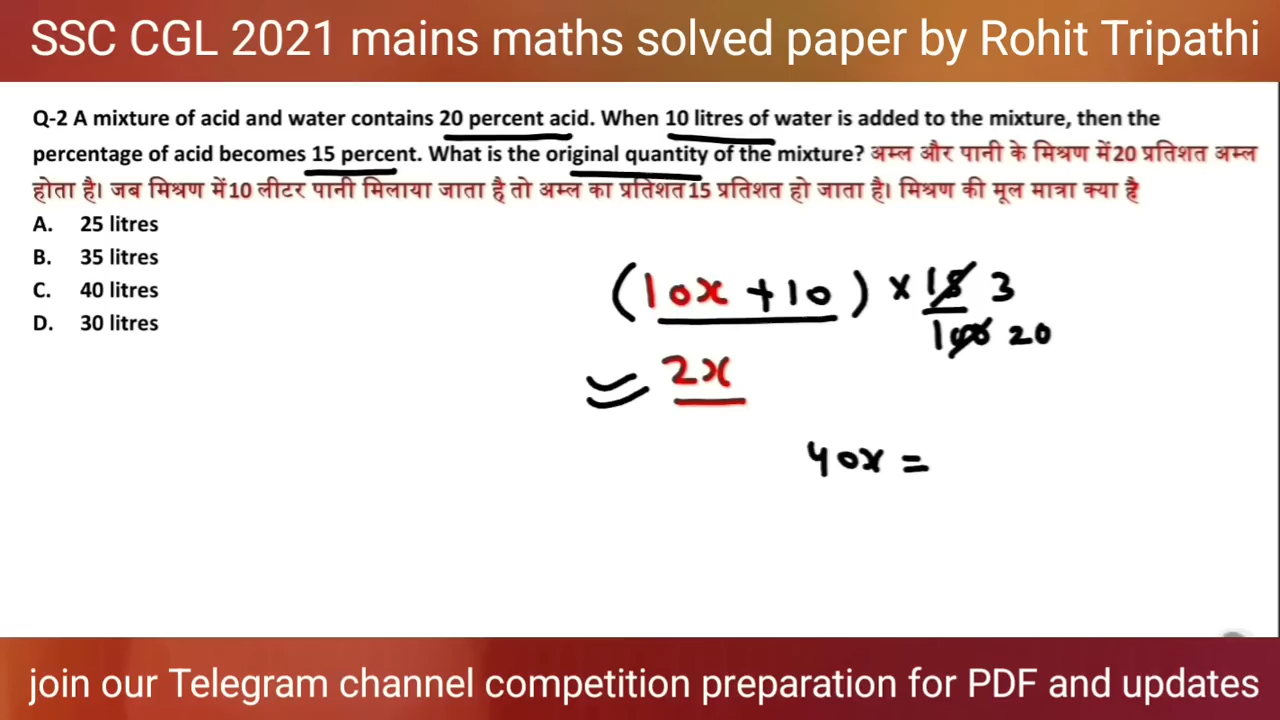 SSC CGL 2021 mains maths solved paper by Rohit Tripathi
Q-2 A mixture of acid and water contains 20 percent acid. When 10 litres of water is added to the mixture, then the
percentage of acid becomes 15 percent. What is the original quantity of the mixture? अम्ल और पानी के मिश्रण में 20 प्रतिशत अम्ल
होता है। जब मिश्रण में 10 लीटर पानी मिलाया जाता है तो अम्ल का प्रतिशत 15 प्रतिशत हो जाता है। मिश्रण की मूल मात्रा क्या है
A. 25 litres
B. 35 litres
C. 40 litres
D. 30 litres
(10x + 10) × 15 3
100 20
= 2x
40x =
join our Telegram channel competition preparation for PDF and updates